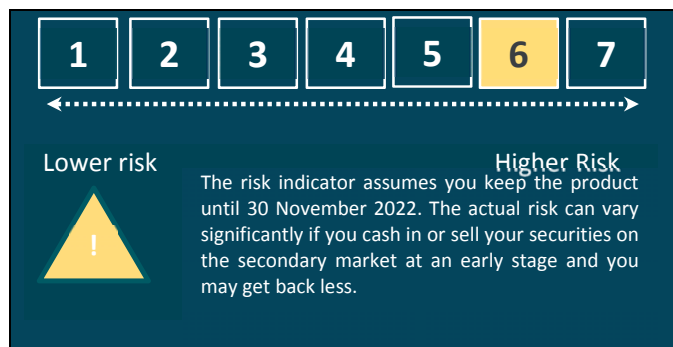 1 2 3 4 5 6 7
Lower risk Higher Risk
!
The risk indicator assumes you keep the product
until 30 November 2022. The actual risk can vary
significantly if you cash in or sell your securities on
the secondary market at an early stage and you
may get back less.